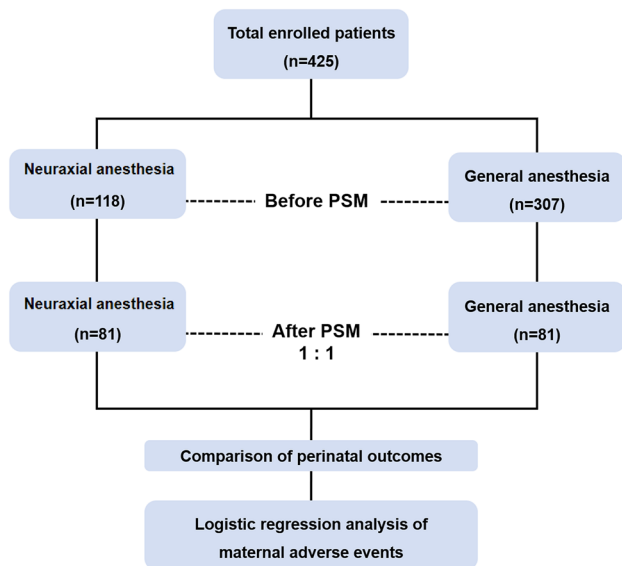 Total enrolled patients
(n=425)
Neuraxial anesthesia
(n=118)
Before PSM
General anesthesia
(n=307)
Neuraxial anesthesia
(n=81)
After PSM
1 : 1
General anesthesia
(n=81)
Comparison of perinatal outcomes
Logistic regression analysis of
maternal adverse events